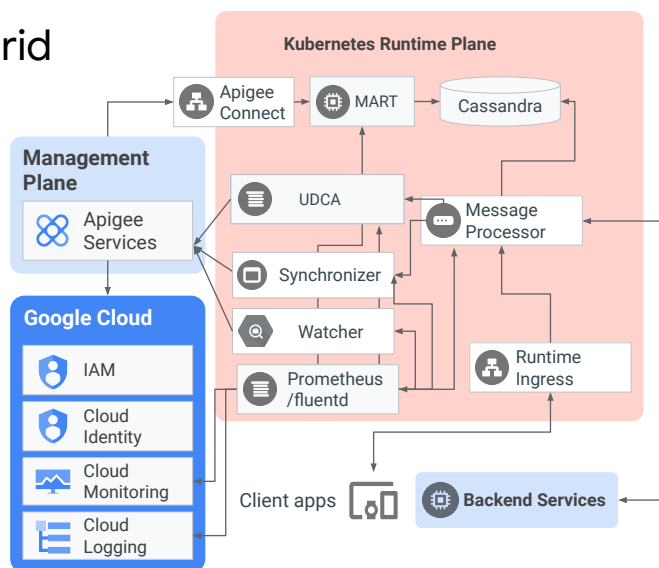 rid
Kubernetes Runtime Plane
Apigee
Connect
MART
Cassandra
Management
Plane
Apigee
Services
UDCA
Message
Processor
Synchronizer
Google Cloud
Watcher
IAM
Runtime
Ingress
Prometheus
/fluentd
Cloud
Identity
Cloud
Monitoring
Client apps
Backend Services
Cloud
Logging